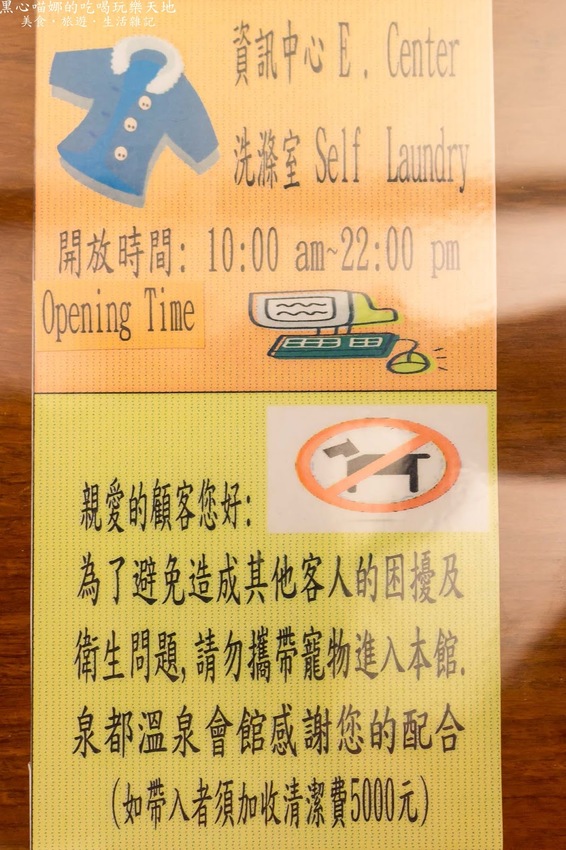 黑心喵娜的吃喝玩樂天地
美食，旅遊，生活雜記
資訊中心 E . Center
洗滌室 Self Laundry
開放時間: 10:00 am~22:00 pm
Opening Time
親愛的顧客您好:
為了避免造成其他客人的困擾及
衛生問題,請勿攜帶寵物進入本館.
泉都溫泉會館感謝您的配合
(如帶入者須加收清潔費5000元)